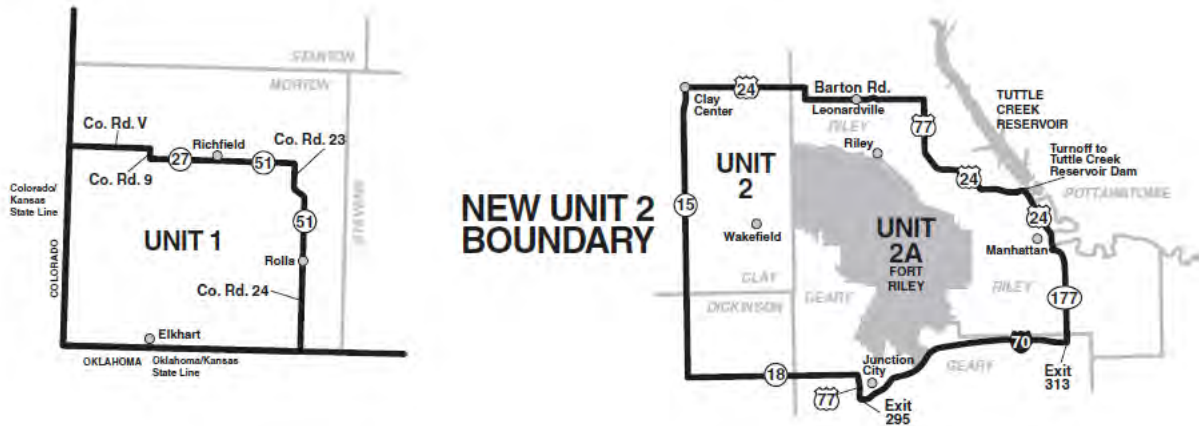 STANTON
MORTON
Co. Rd. V
Richfield
Co. Rd. 23
27
51
Co. Rd. 9
Colorado/
Kansas
State Line
51
UNIT 1
STEVENS
Rolla
COLORADO
Co. Rd. 24
Elkhart
OKLAHOMA
Oklahoma/Kansas
State Line
NEW UNIT 2
BOUNDARY
24
Barton Rd.
Clay
Center
Leonardville
TUTTLE
CREEK
RESERVOIR
RILEY
77
Riley
Turnoff to
Tuttle Creek
Reservoir Dam
UNIT
2
24
POTTAWATOMIE
15
24
Wakefield
UNIT
2A
FORT
RILEY
Manhattan
CLAY
GEARY
RILEY
DICKINSON
177
70
Junction
City
GEARY
Exit
313
18
77
Exit
295